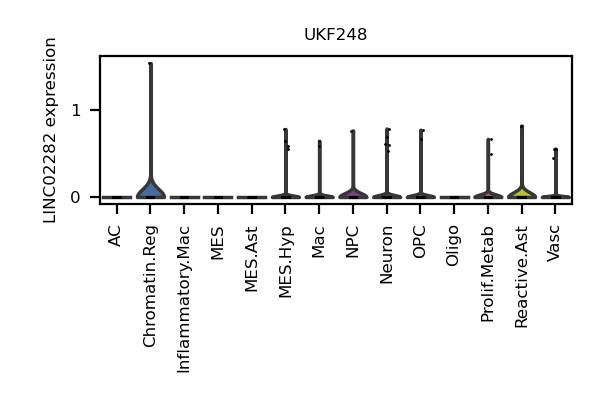 UKF248
LINC02282 expression
1
0
AC
Chromatin.Reg
Inflammatory.Mac
MES
MES.Ast
MES.Hyp
Mac
NPC
Neuron
OPC
Oligo
Prolif.Metab
Reactive.Ast
Vasc